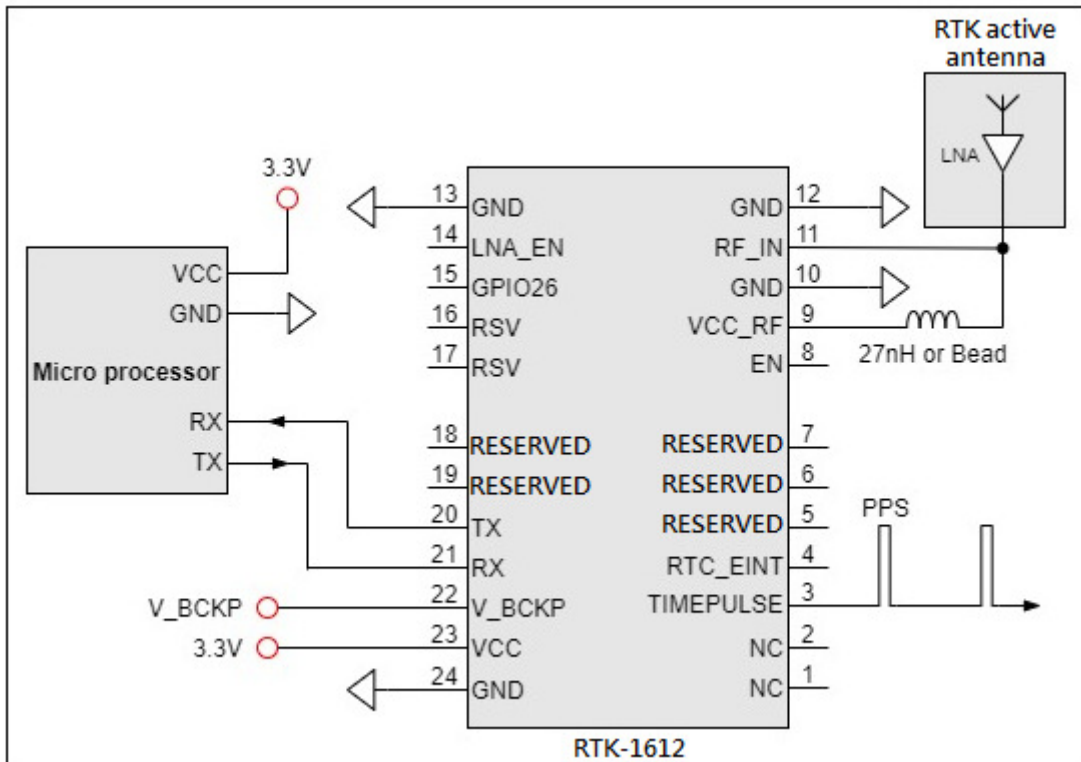 RTK active
antenna
LNA
3.3V
VCC
GND
Micro processor
RX
TX
13 GND
14 LNA_EN
15 GPIO26
16 RSV
17 RSV
18 RESERVED
19 RESERVED
20 TX
21 RX
V_BCKP 22 V_BCKP
3.3V 23 VCC
24 GND
GND 12
RF_IN 11
GND 10
VCC_RF 9
27nH or Bead
EN 8
RESERVED 7
RESERVED 6
RESERVED 5
PPS
RTC_EINT 4
TIMEPULSE 3
NC 2
NC 1
RTK-1612